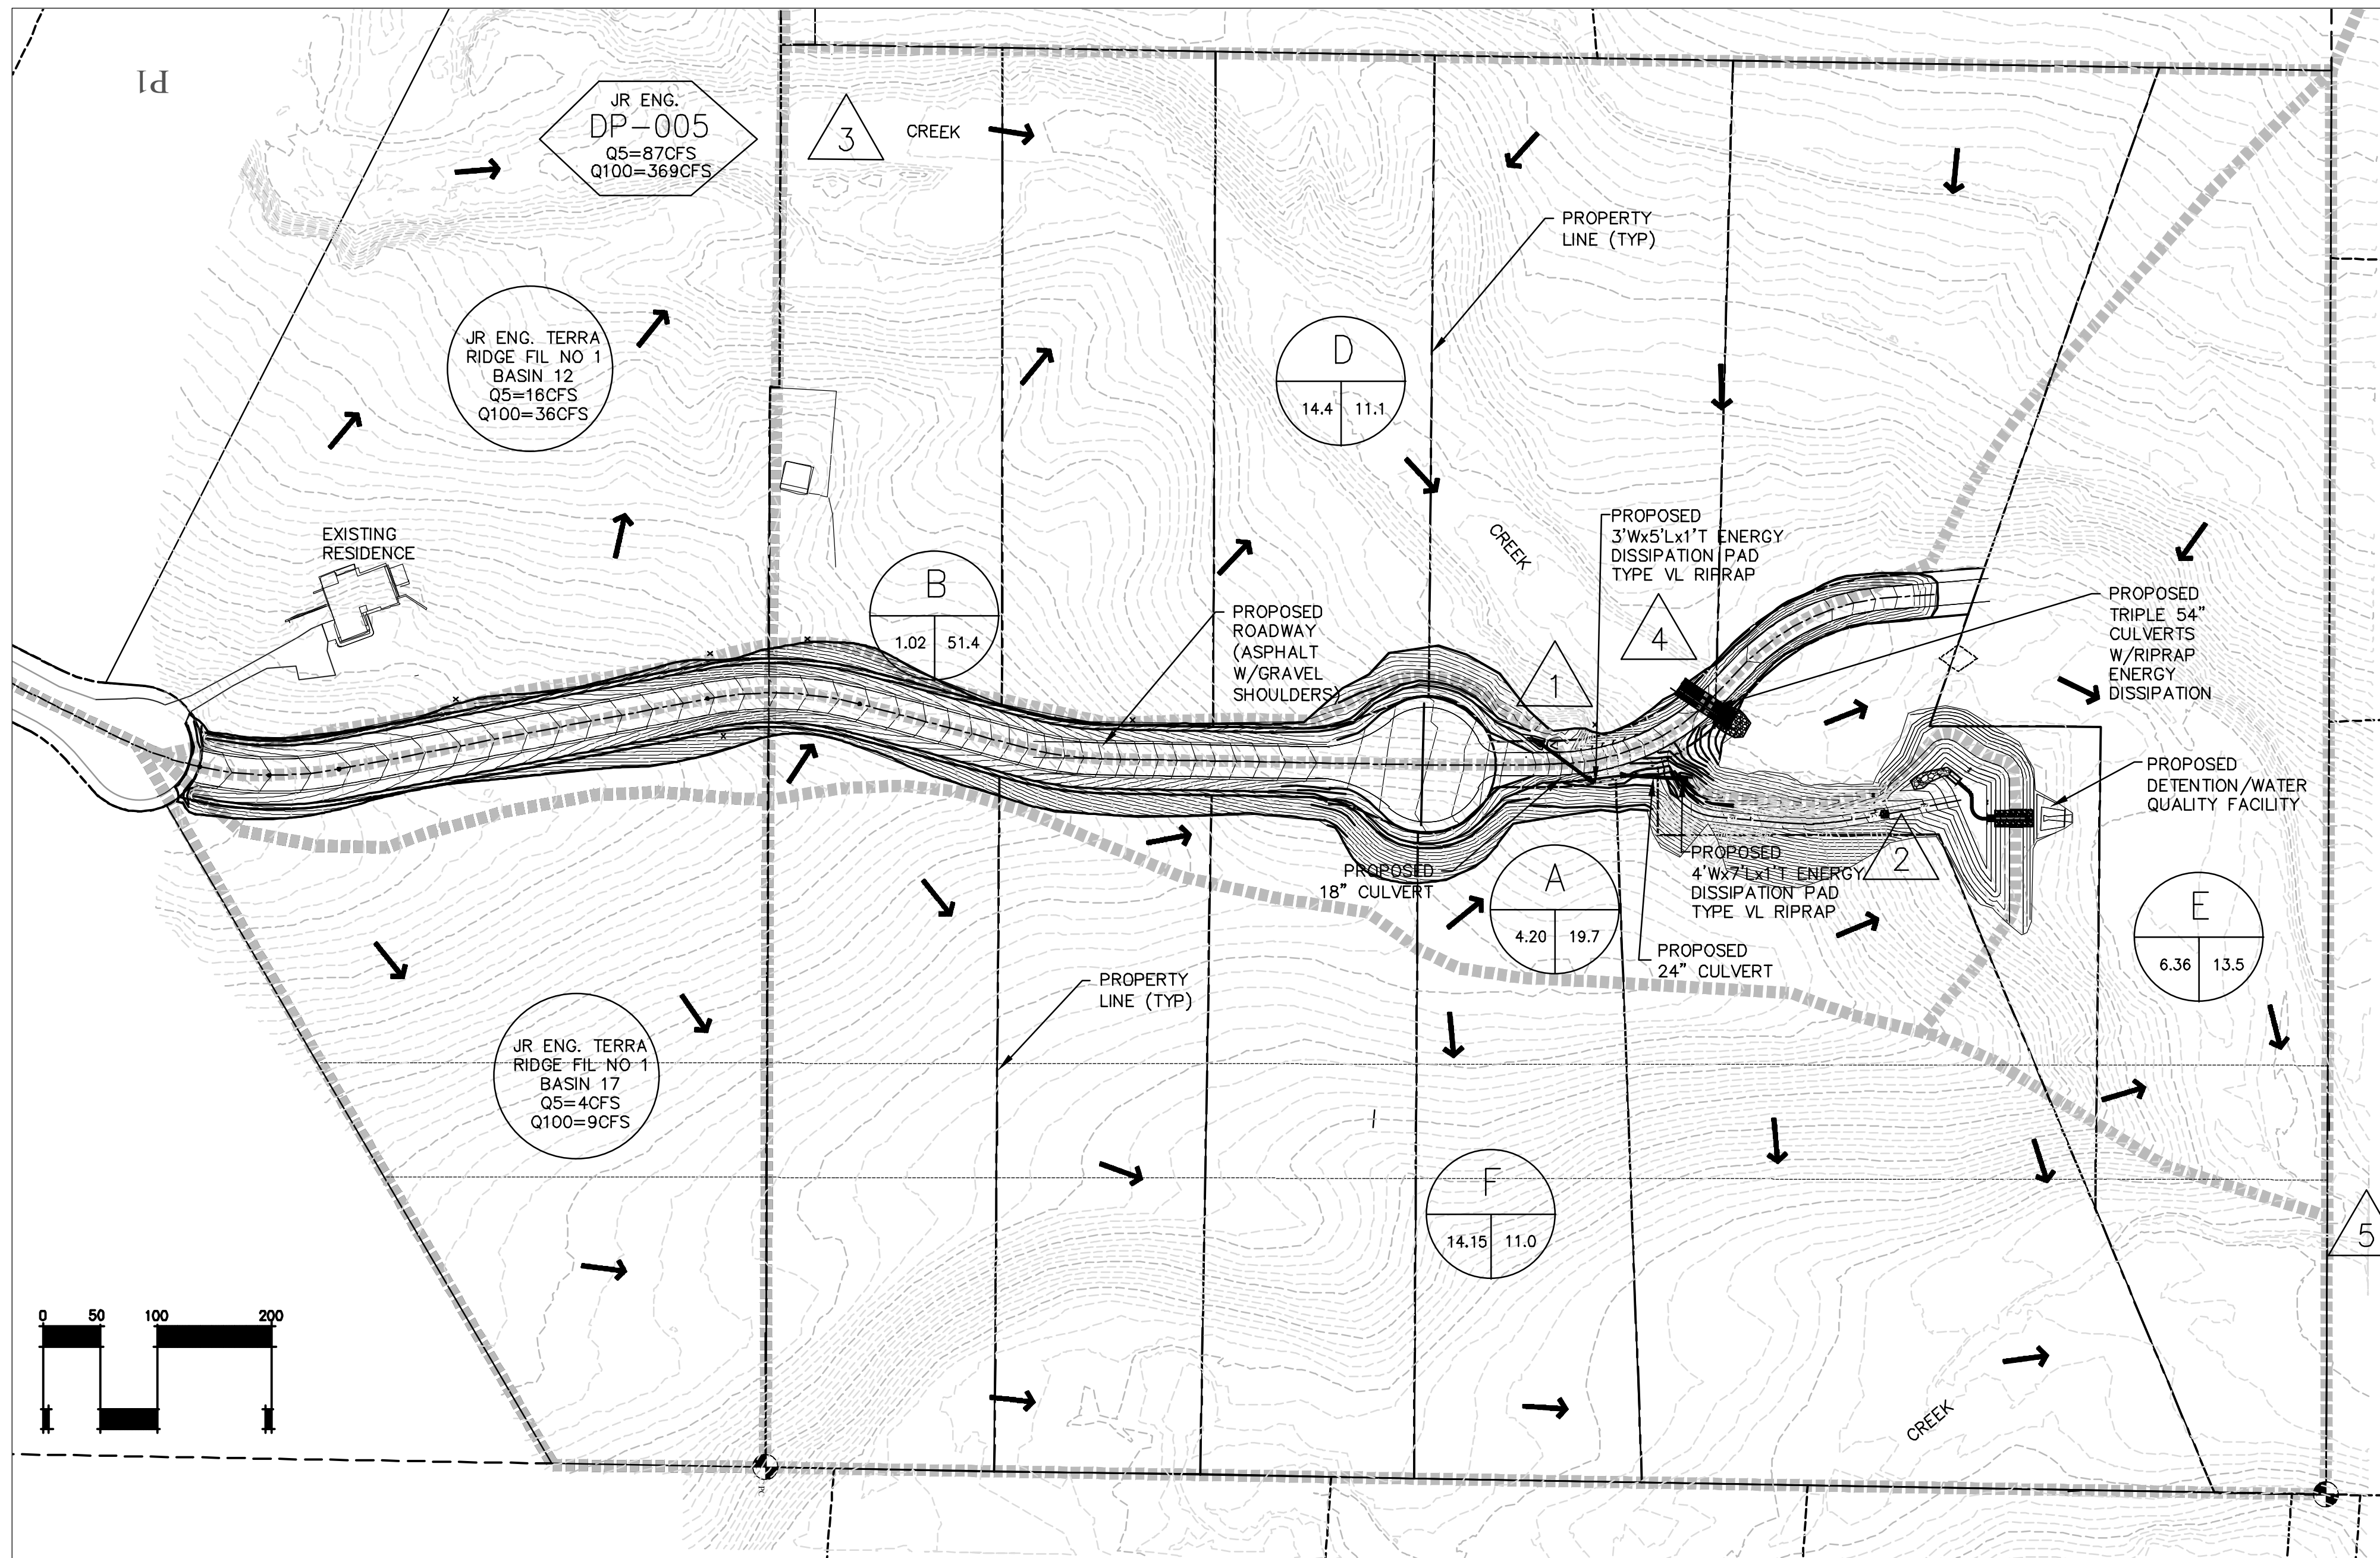 P1
JR ENG.
DP-005
Q5=87CFS
Q100=369CFS
3
CREEK
PROPERTY
LINE (TYP)
JR ENG. TERRA
RIDGE FIL NO 1
BASIN 12
Q5=16CFS
Q100=36CFS
D
14.4 11.1
EXISTING
RESIDENCE
CREEK
PROPOSED
3'Wx5'Lx1'T ENERGY
DISSIPATION PAD
TYPE VL RIPRAP
B
1.02 51.4
PROPOSED
ROADWAY
(ASPHALT
W/GRAVEL
SHOULDERS)
1
4
PROPOSED
TRIPLE 54"
CULVERTS
W/RIPRAP
ENERGY
DISSIPATION
PROPOSED
DETENTION/WATER
QUALITY FACILITY
PROPOSED
18" CULVERT
A
4.20 19.7
PROPOSED
4'Wx7'Lx1'T ENERGY
DISSIPATION PAD
TYPE VL RIPRAP
2
PROPOSED
24" CULVERT
E
6.36 13.5
PROPERTY
LINE (TYP)
JR ENG. TERRA
RIDGE FIL NO 1
BASIN 17
Q5=4CFS
Q100=9CFS
F
14.15 11.0
5
0 50 100 200
CREEK